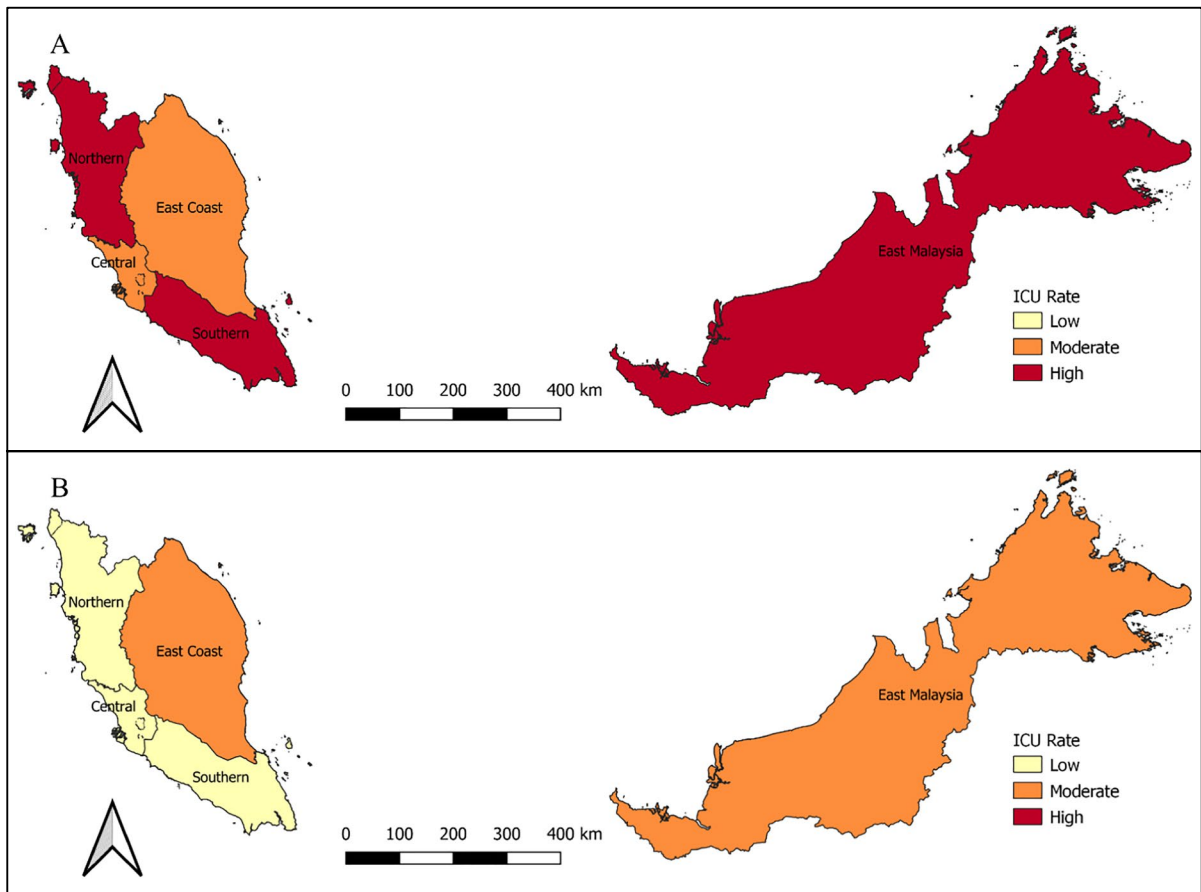 A
Northern
East Coast
Central
Southern
East Malaysia
ICU Rate
Low
Moderate
High
0 100 200 300 400 km
B
Northern
East Coast
Central
Southern
East Malaysia
ICU Rate
Low
Moderate
High
0 100 200 300 400 km